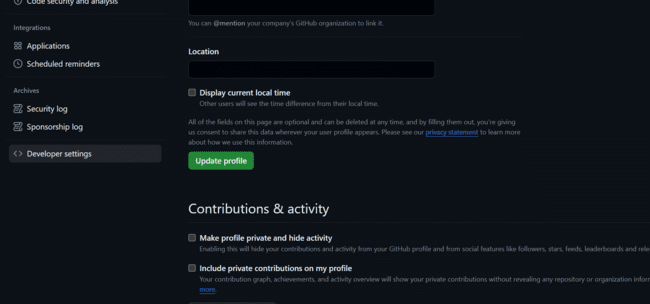 Code security and analysis
You can @mention your company's GitHub organization to link it.
Integrations
Applications
Scheduled reminders
Archives
Security log
Sponsorship log
Developer settings
Location
Display current local time
Other users will see the time difference from their local time.
All of the fields on this page are optional and can be deleted at any time, and by filling them out, you're giving
us consent to share this data wherever your user profile appears. Please see our privacy statement to learn more
about how we use this information.
Update profile
Contributions & activity
Make profile private and hide activity
Enabling this will hide your contributions and activity from your GitHub profile and from social features like followers, stars, feeds, leaderboards and rele
Include private contributions on my profile
Your contribution graph, achievements, and activity overview will show your private contributions without revealing any repository or organization infor
more.